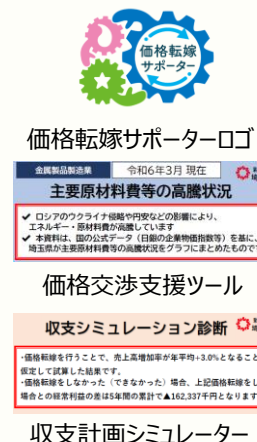 価格転嫁
サポーター
価格転嫁サポーターロゴ
金属製品製造業 令和6年3月 現在
主要原材料費等の高騰状況
✓ ロシアのウクライナ侵略や円安などの影響により、
エネルギー・原材料費が高騰しています
✓ 本資料は、国の公式データ（日銀の企業物価指数等）を基に、
埼玉県が主要原材料費等の高騰状況をグラフにまとめたもので
価格交渉支援ツール
収支シミュレーション診断
・価格転嫁を行うことで、売上高増加率が年平均+3.0%となること
仮定して試算した結果です。
・価格転嫁をしなかった（できなかった）場合、上記価格転嫁をし
場合との経常利益の差は5年間の累計で▲162,337千円となります
収支計画シミュレーター